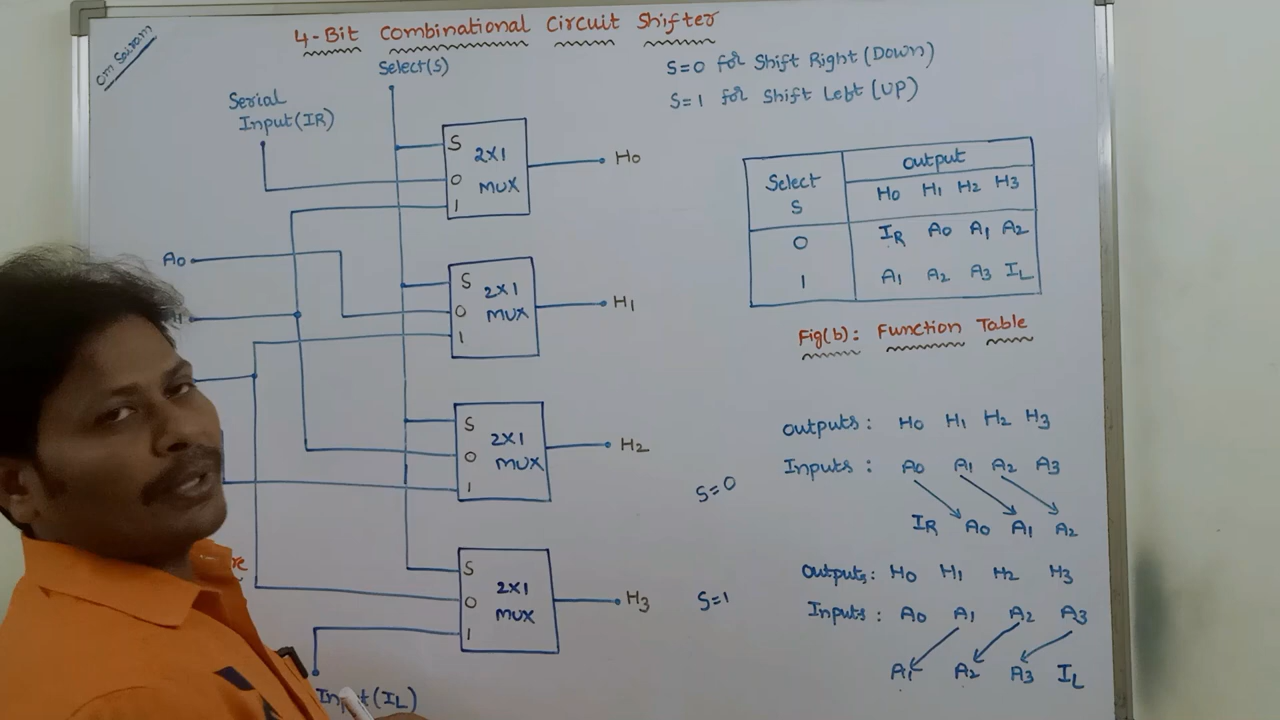 Om Sairam
4-Bit Combinational Circuit Shifter
Select(S)
Serial
Input(IR)
S=0 for Shift Right (Down)
S=1 for Shift Left (UP)
S
0
1
2X1
MUX
H0
A0
S
0
1
2X1
MUX
H1
S
0
1
2X1
MUX
H2
S
0
1
2X1
MUX
H3
Input(IL)
Select
S
output
H0 H1 H2 H3
0 IR A0 A1 A2
1 A1 A2 A3 IL
Fig(b): Function Table
outputs: H0 H1 H2 H3
Inputs: A0 A1 A2 A3
S=0
IR A0 A1 A2
outputs: H0 H1 H2 H3
S=1
Inputs: A0 A1 A2 A3
A1 A2 A3 IL